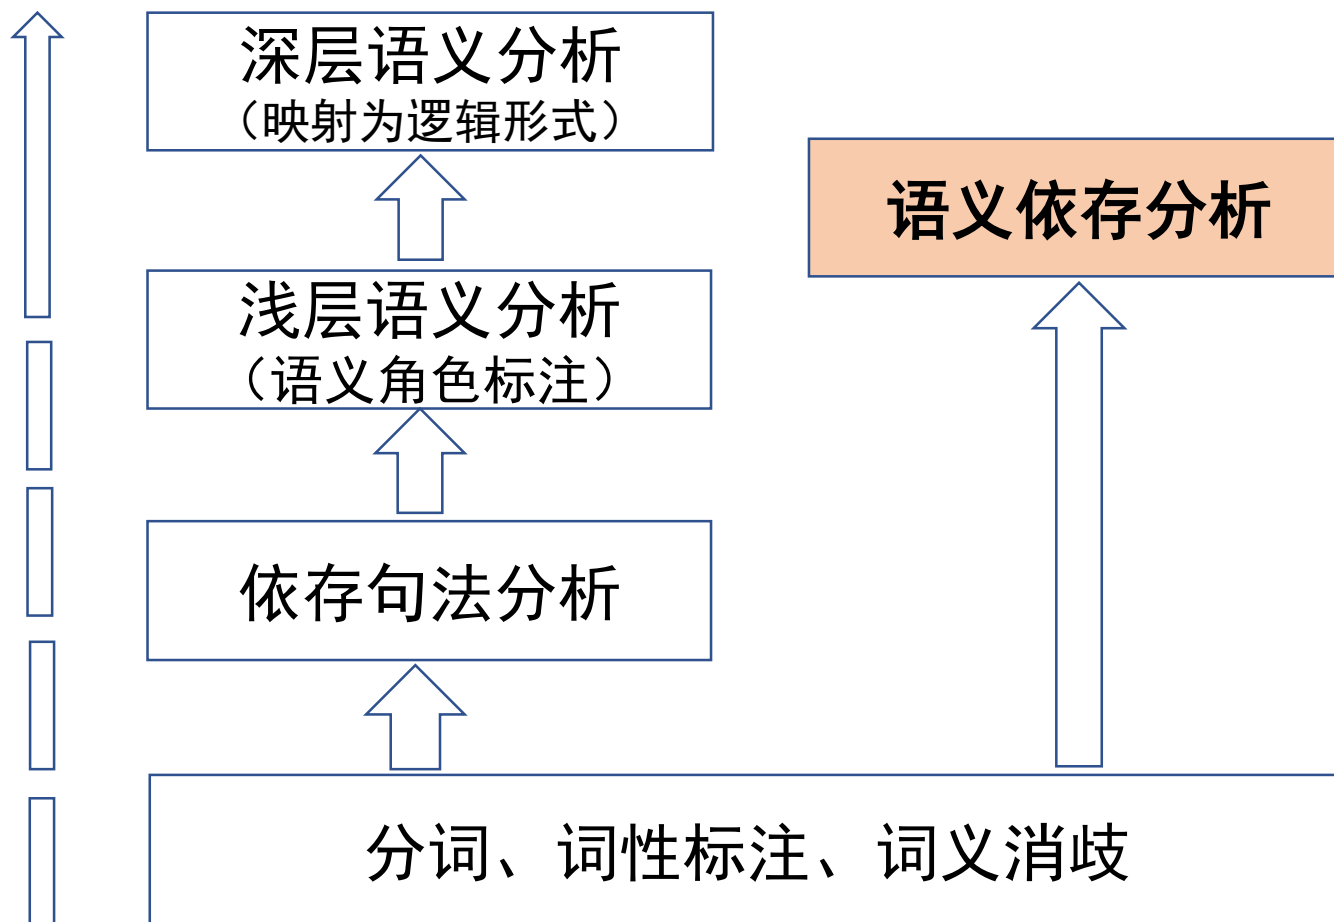 深层语义分析
（映射为逻辑形式）
语义依存分析
浅层语义分析
（语义角色标注）
依存句法分析
分词、词性标注、词义消歧